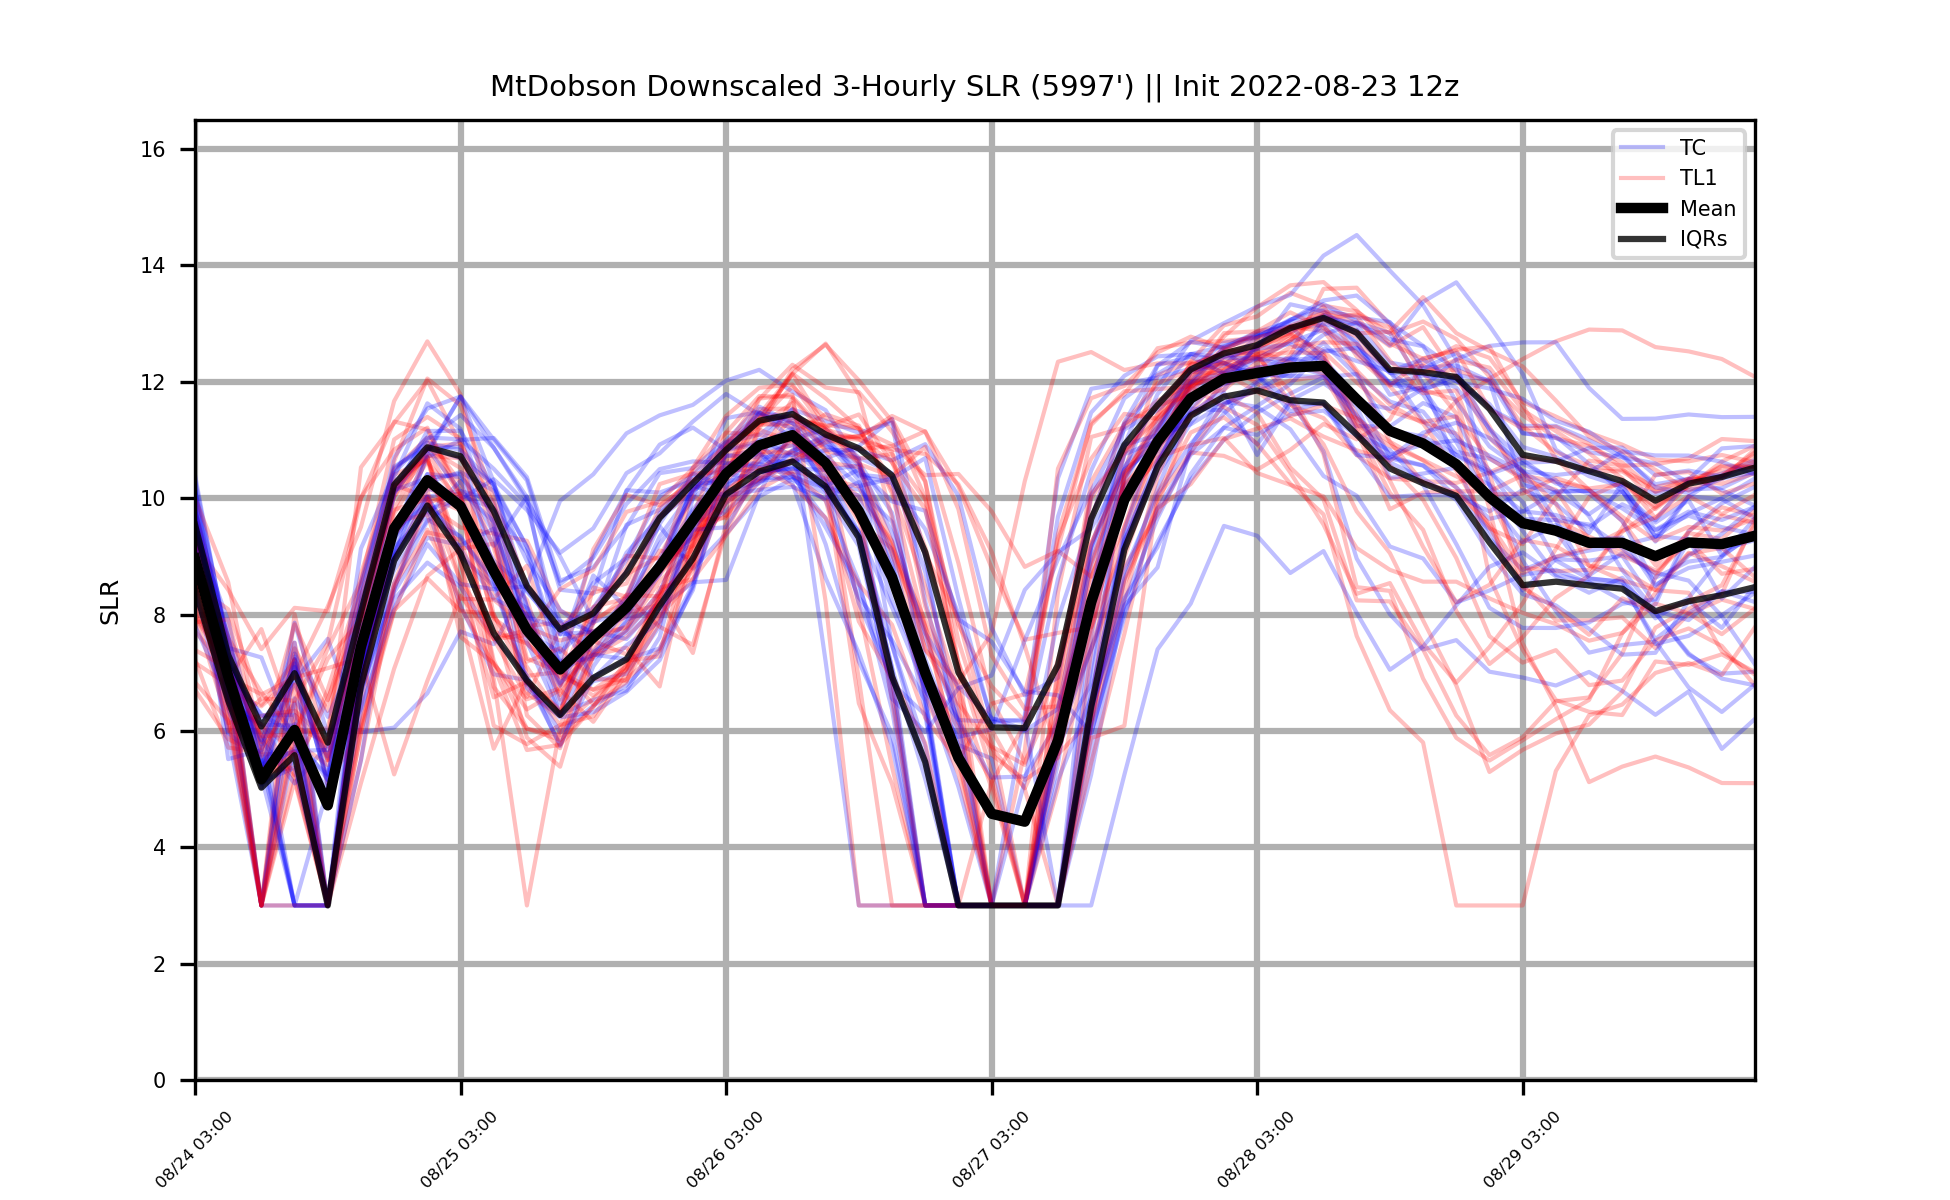 MtDobson Downscaled 3-Hourly SLR (5997') || Init 2022-08-23 12z
TC
TL1
Mean
IQRs
SLR
16
14
12
10
8
6
4
2
0
08/24 03:00
08/25 03:00
08/26 03:00
08/27 03:00
08/28 03:00
08/29 03:00